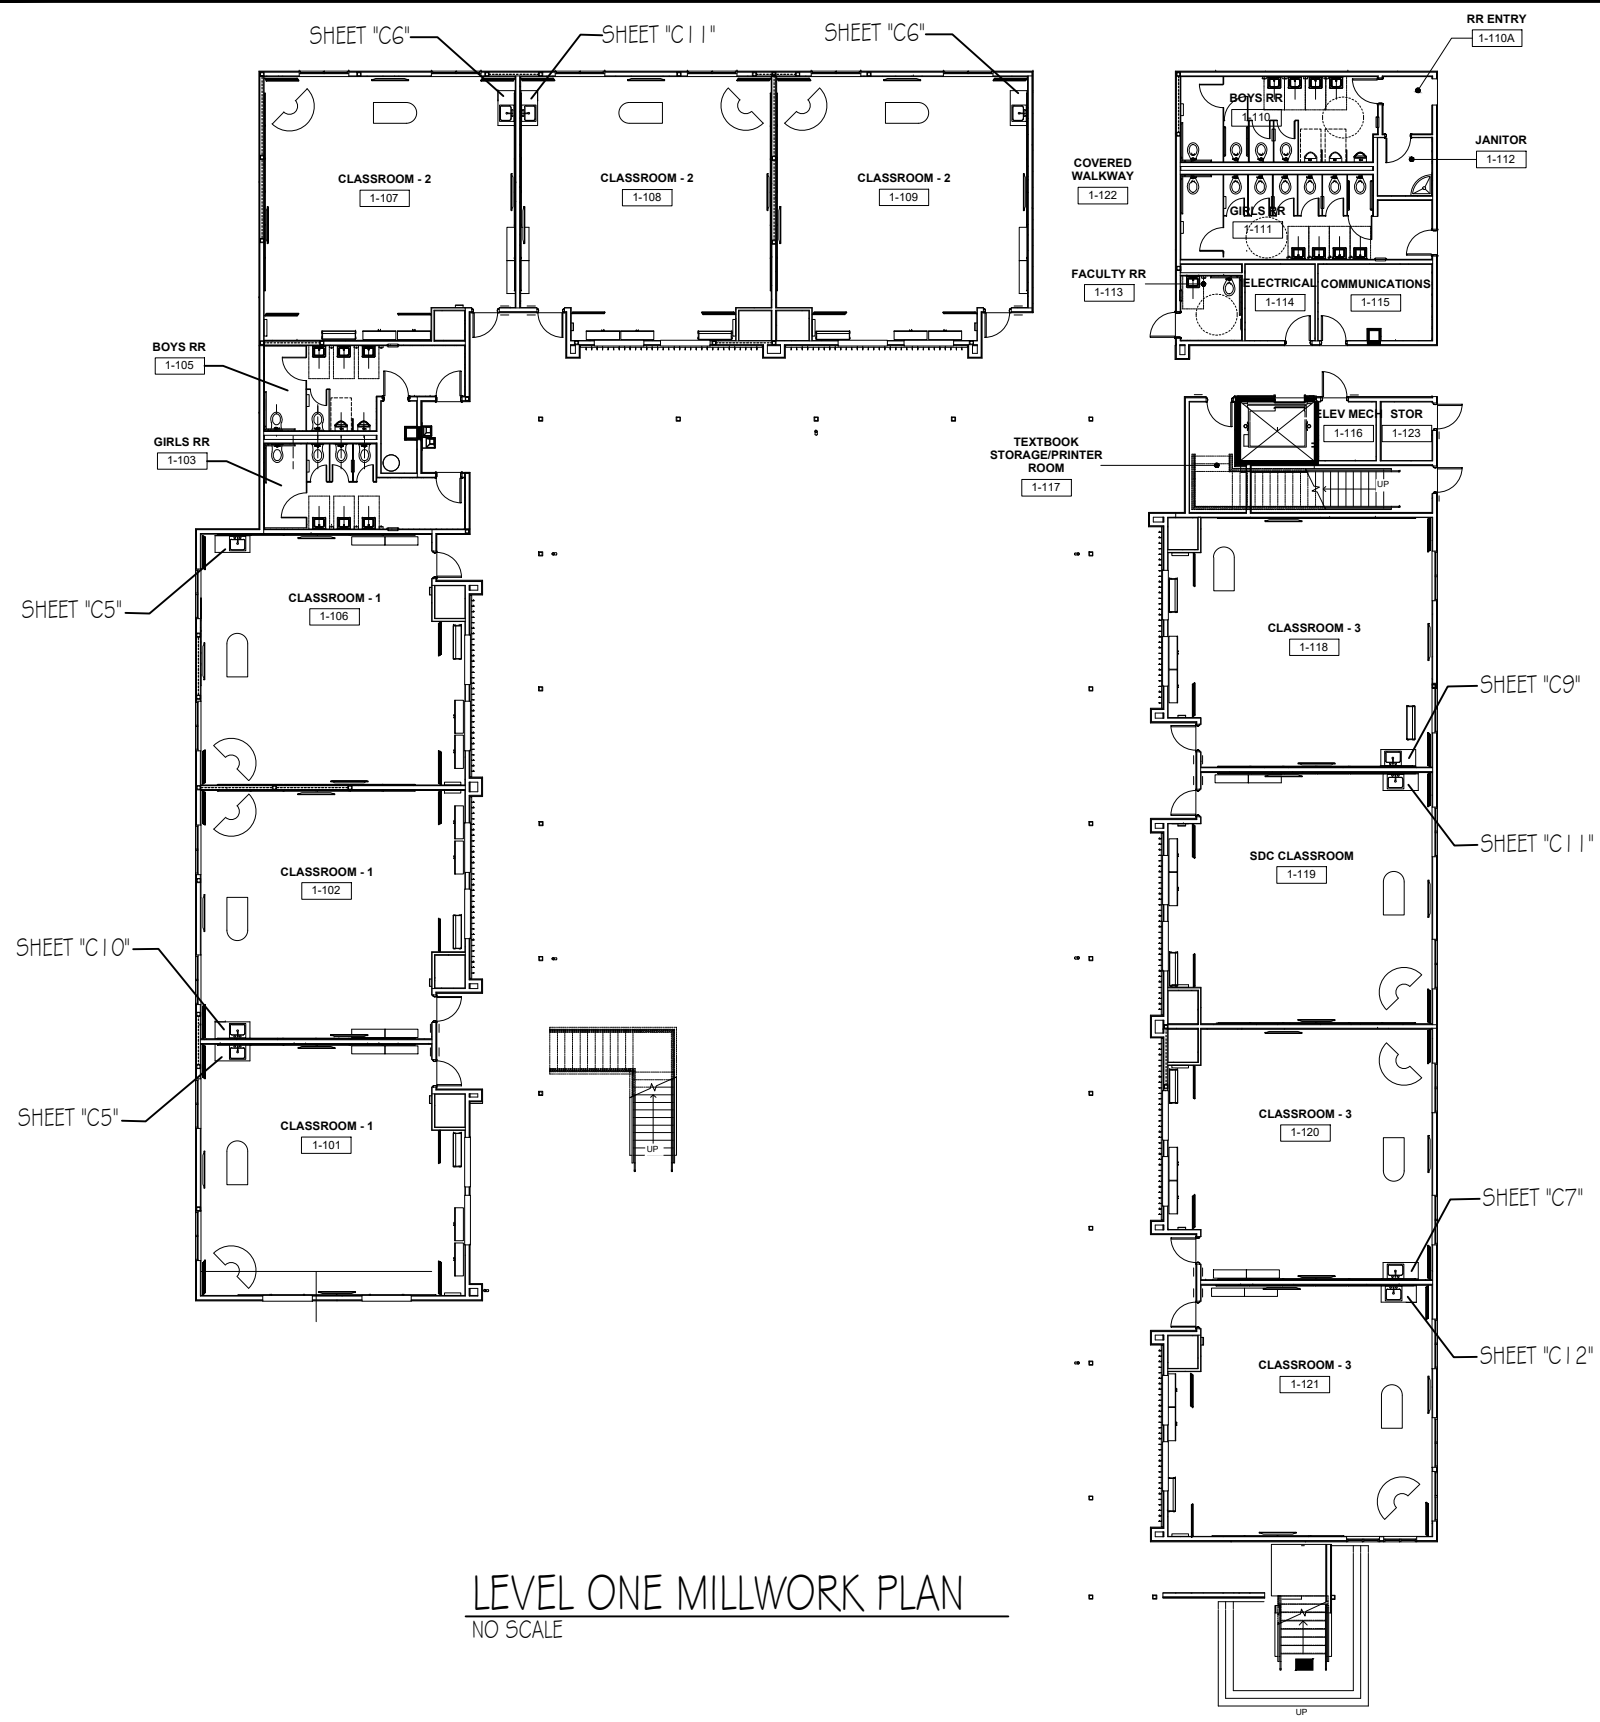 SHEET "C6"
SHEET "C11"
SHEET "C6"
RR ENTRY
1-110A
BOYS RR
1-110
JANITOR
1-112
COVERED
WALKWAY
1-122
CLASSROOM - 2
1-107
CLASSROOM - 2
1-108
CLASSROOM - 2
1-109
GIRLS RR
1-111
FACULTY RR
1-113
ELECTRICAL
1-114
COMMUNICATIONS
1-115
BOYS RR
1-105
GIRLS RR
1-103
ELEV MECH
1-116
STOR
1-123
TEXTBOOK
STORAGE/PRINTER
ROOM
1-117
UP
SHEET "C5"
CLASSROOM - 1
1-106
CLASSROOM - 3
1-118
SHEET "C9"
CLASSROOM - 1
1-102
SDC CLASSROOM
1-119
SHEET "C11"
SHEET "C10"
SHEET "C5"
CLASSROOM - 1
1-101
UP
CLASSROOM - 3
1-120
SHEET "C7"
SHEET "C12"
CLASSROOM - 3
1-121
LEVEL ONE MILLWORK PLAN
NO SCALE
UP